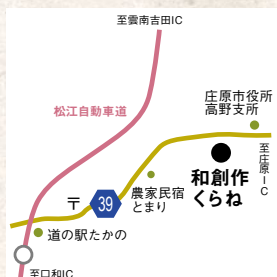 至雲南吉田IC
松江自動車道
庄原市役所
高野支所
至庄原IC
和創作
くらね
農家民宿
とまり
〒
39
道の駅たかの
至口和IC